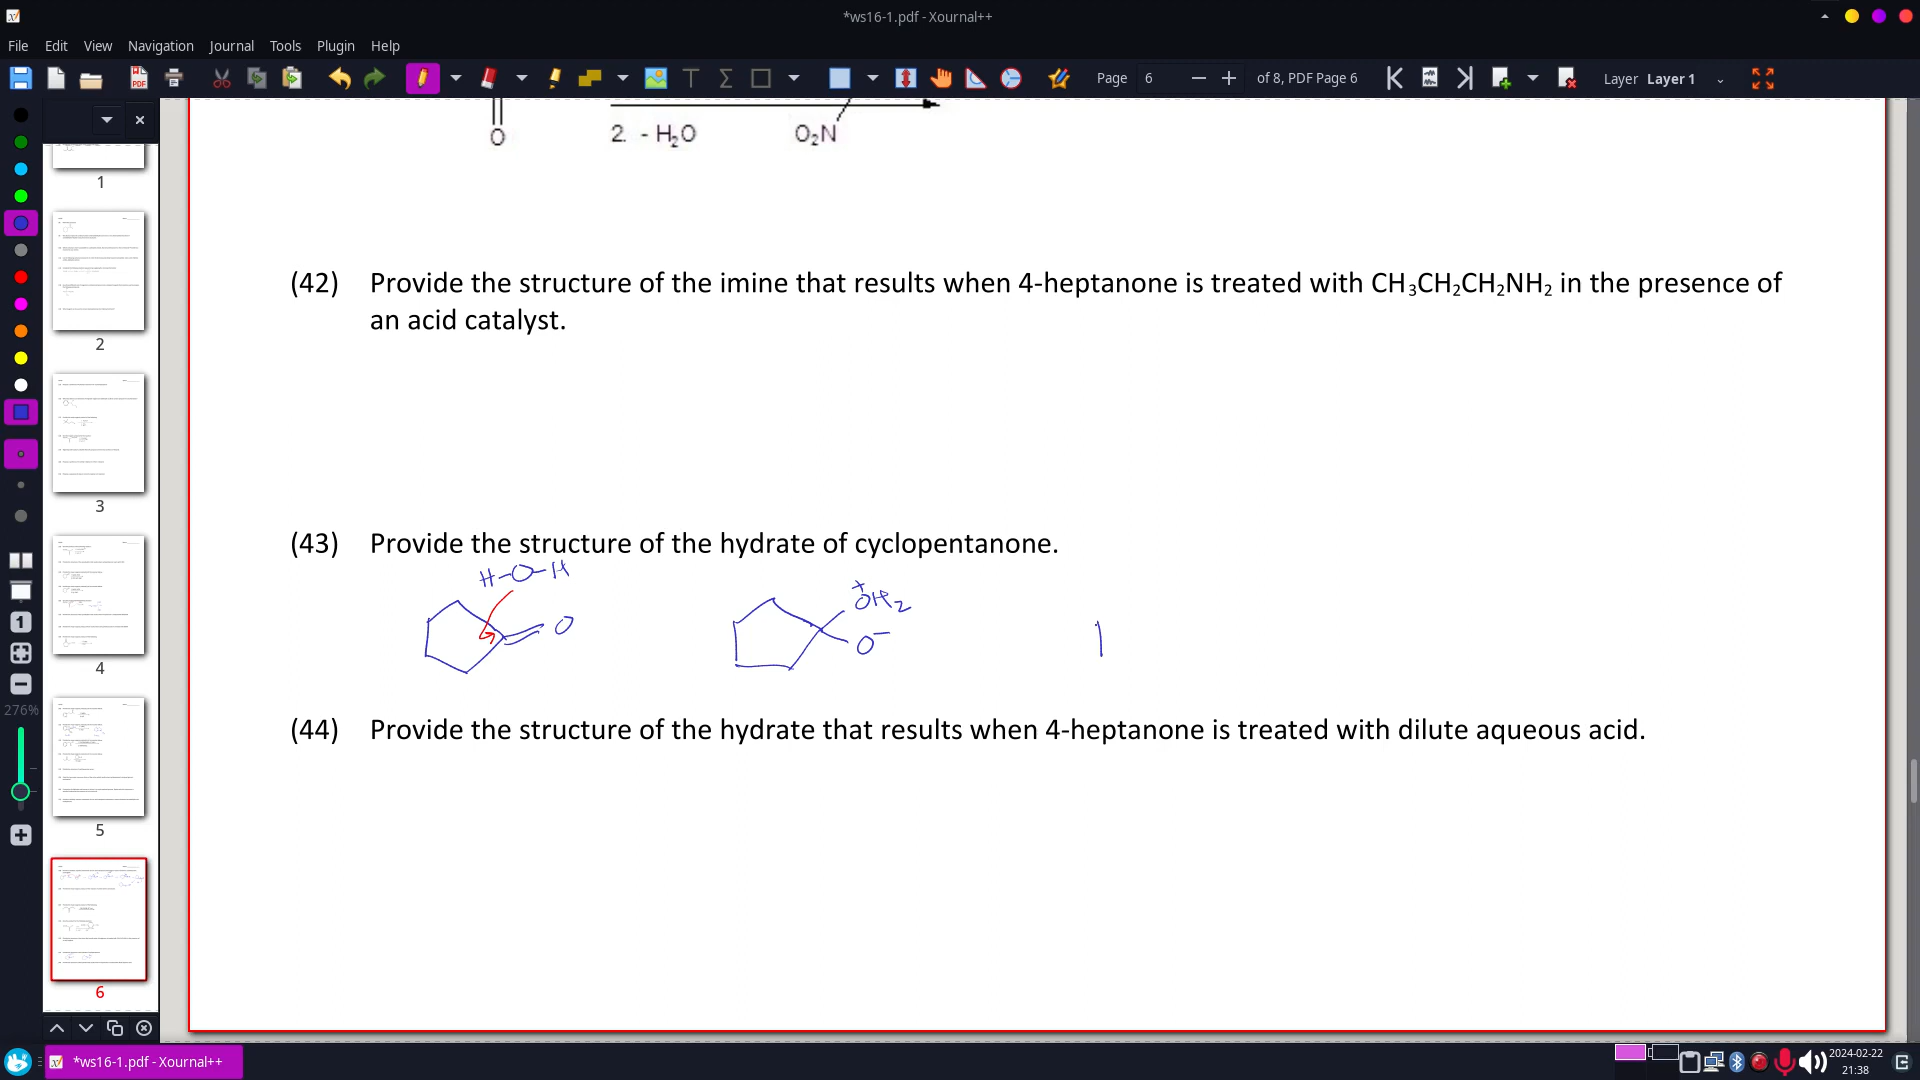 *ws16-1.pdf - Xournal++
File Edit View Navigation Journal Tools Plugin Help
Page 6 of 8, PDF Page 6 Layer Layer 1
1
2
3
4
5
6
276%
O
2. - H₂O
O₂N
(42) Provide the structure of the imine that results when 4-heptanone is treated with CH₃CH₂CH₂NH₂ in the presence of
an acid catalyst.
(43) Provide the structure of the hydrate of cyclopentanone.
H-O-H
O
+
OH₂
O⁻
(44) Provide the structure of the hydrate that results when 4-heptanone is treated with dilute aqueous acid.
*ws16-1.pdf - Xournal++
2024-02-22
21:38